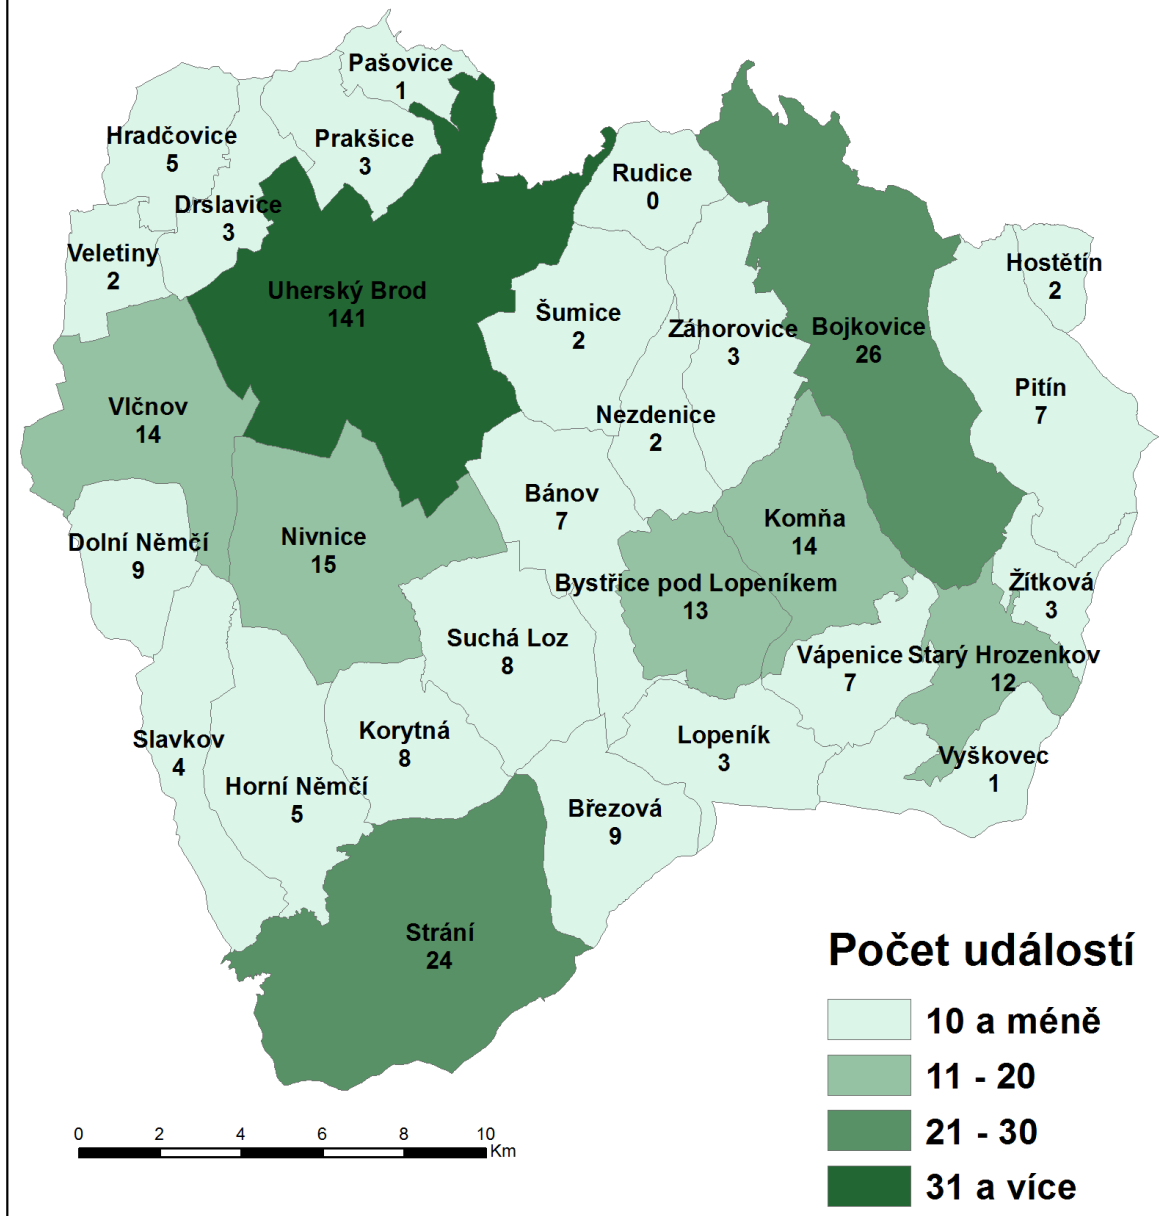 Pašovice
1
Hradčovice
5
Prakšice
3
Rudice
0
Drslavice
3
Veletiny
2
Hostětín
2
Uherský Brod
141
Šumice
2
Záhorovice
3
Bojkovice
26
Pitín
7
Vlčnov
14
Nezdenice
2
Bánov
7
Komňa
14
Nivnice
15
Dolní Němčí
9
Bystřice pod Lopeníkem
13
Žítková
3
Suchá Loz
8
Vápenice
7
Starý Hrozenkov
12
Slavkov
4
Korytná
8
Lopeník
3
Vyškovec
1
Horní Němčí
5
Březová
9
Strání
24
Počet událostí
10 a méně
11 - 20
21 - 30
31 a více
0 2 4 6 8 10
Km